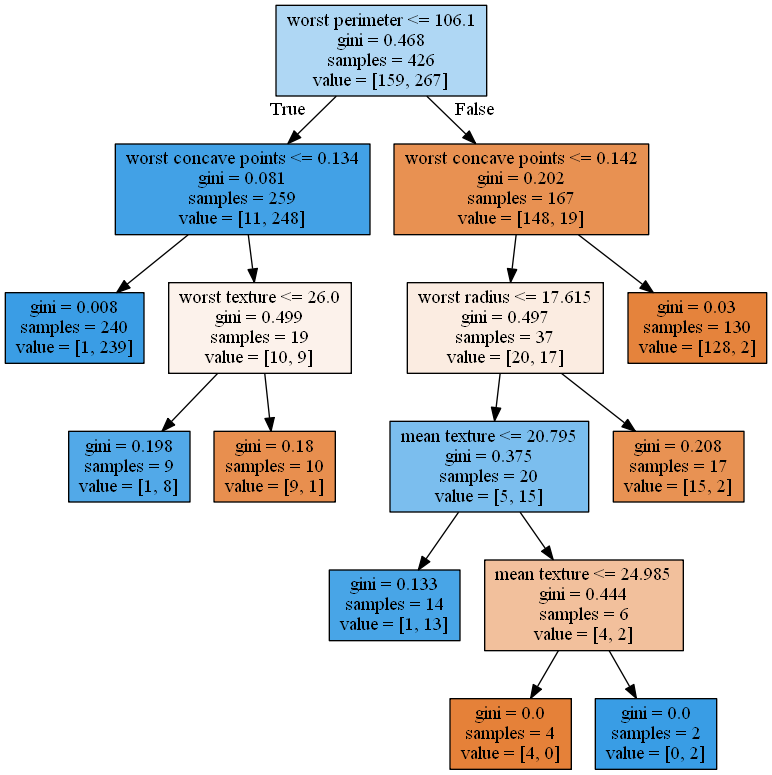 worst perimeter <= 106.1
gini = 0.468
samples = 426
value = [159, 267]
True
False
worst concave points <= 0.134
gini = 0.081
samples = 259
value = [11, 248]
worst concave points <= 0.142
gini = 0.202
samples = 167
value = [148, 19]
gini = 0.008
samples = 240
value = [1, 239]
worst texture <= 26.0
gini = 0.499
samples = 19
value = [10, 9]
worst radius <= 17.615
gini = 0.497
samples = 37
value = [20, 17]
gini = 0.03
samples = 130
value = [128, 2]
gini = 0.198
samples = 9
value = [1, 8]
gini = 0.18
samples = 10
value = [9, 1]
mean texture <= 20.795
gini = 0.375
samples = 20
value = [5, 15]
gini = 0.208
samples = 17
value = [15, 2]
gini = 0.133
samples = 14
value = [1, 13]
mean texture <= 24.985
gini = 0.444
samples = 6
value = [4, 2]
gini = 0.0
samples = 4
value = [4, 0]
gini = 0.0
samples = 2
value = [0, 2]